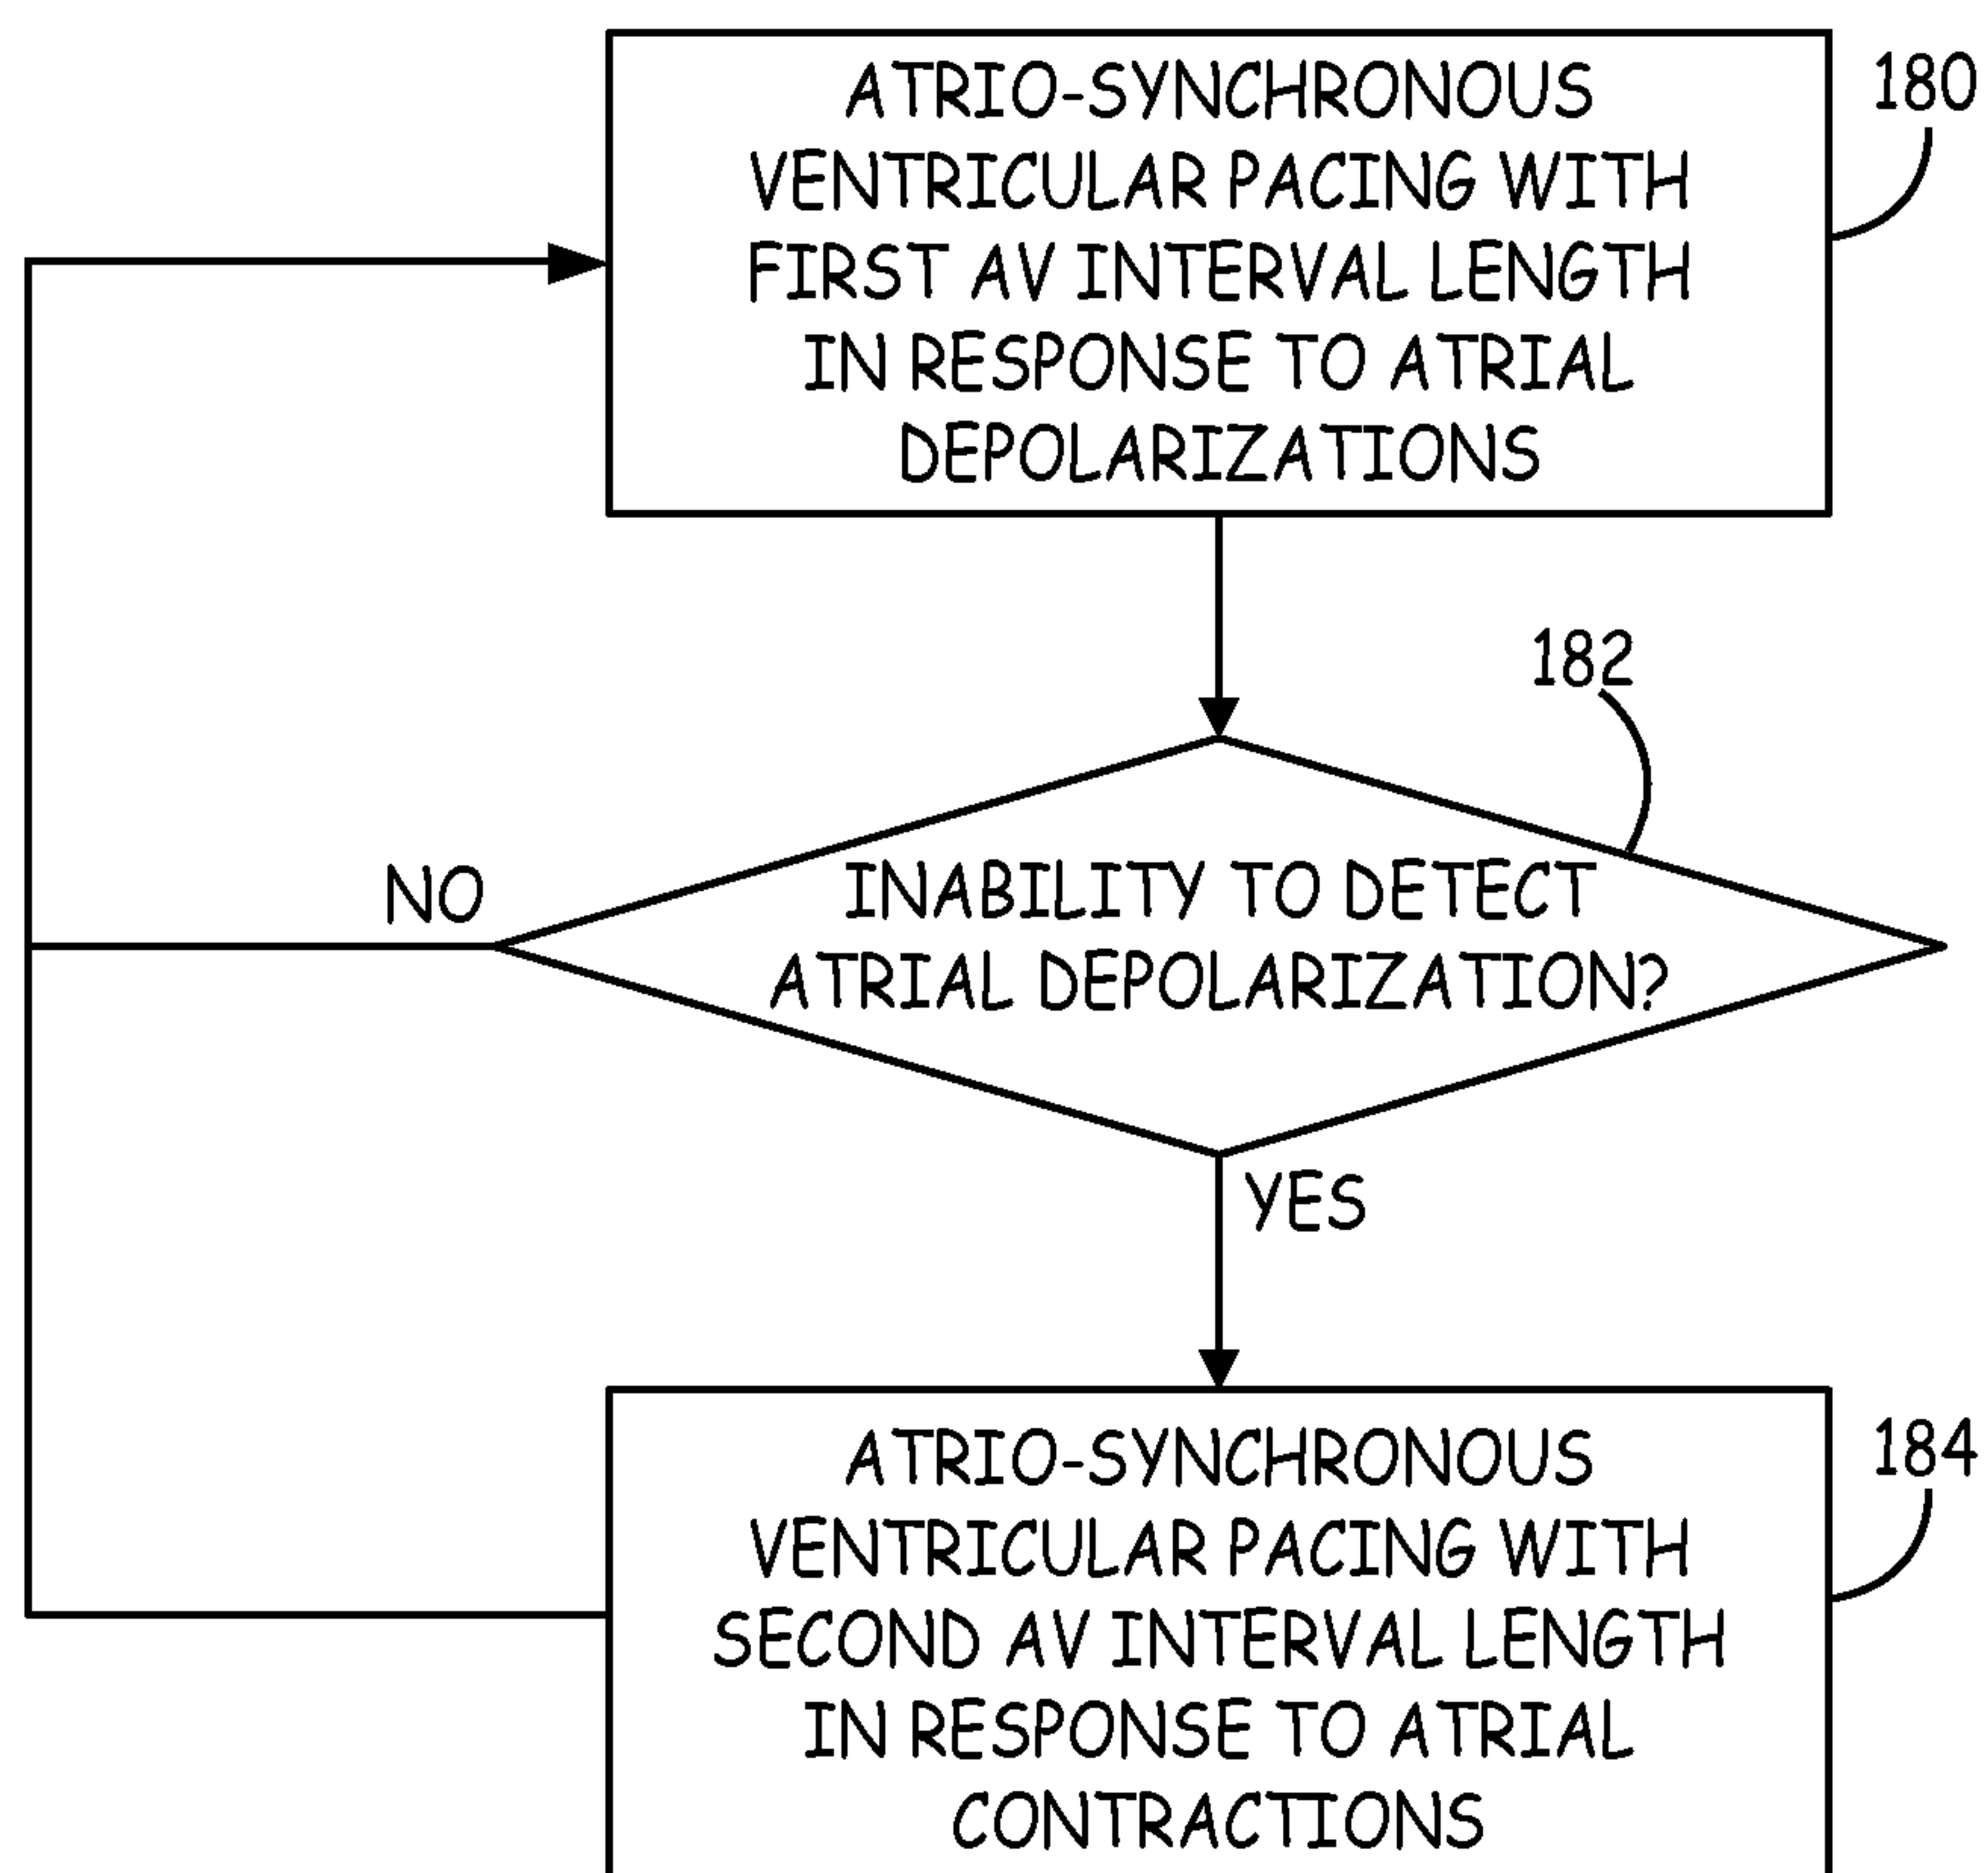 ATRIO-SYNCHRONOUS
VENTRICULAR PACING WITH
FIRST AV INTERVAL LENGTH
IN RESPONSE TO ATRIAL
DEPOLARIZATIONS
180
182
INABILITY TO DETECT
ATRIAL DEPOLARIZATION?
NO
YES
ATRIO-SYNCHRONOUS
VENTRICULAR PACING WITH
SECOND AV INTERVAL LENGTH
IN RESPONSE TO ATRIAL
CONTRACTIONS
184